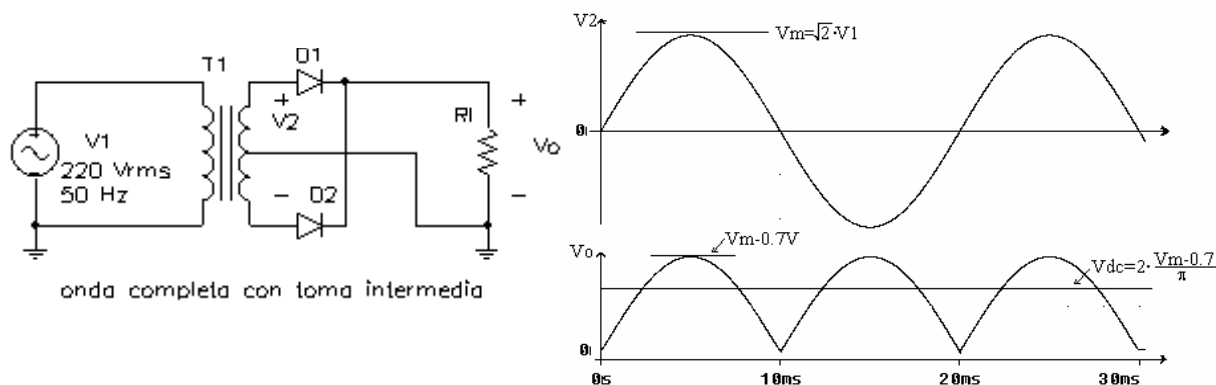 T1
D1
+
V2
-
D2
V1
220 Vrms
50 Hz
Rl
+
Vo
-
onda completa con toma intermedia
V2
Vm=√2·V1
0
Vo
Vm-0.7V
Vdc=2·(Vm-0.7)/π
0
0s
10ms
20ms
30ms